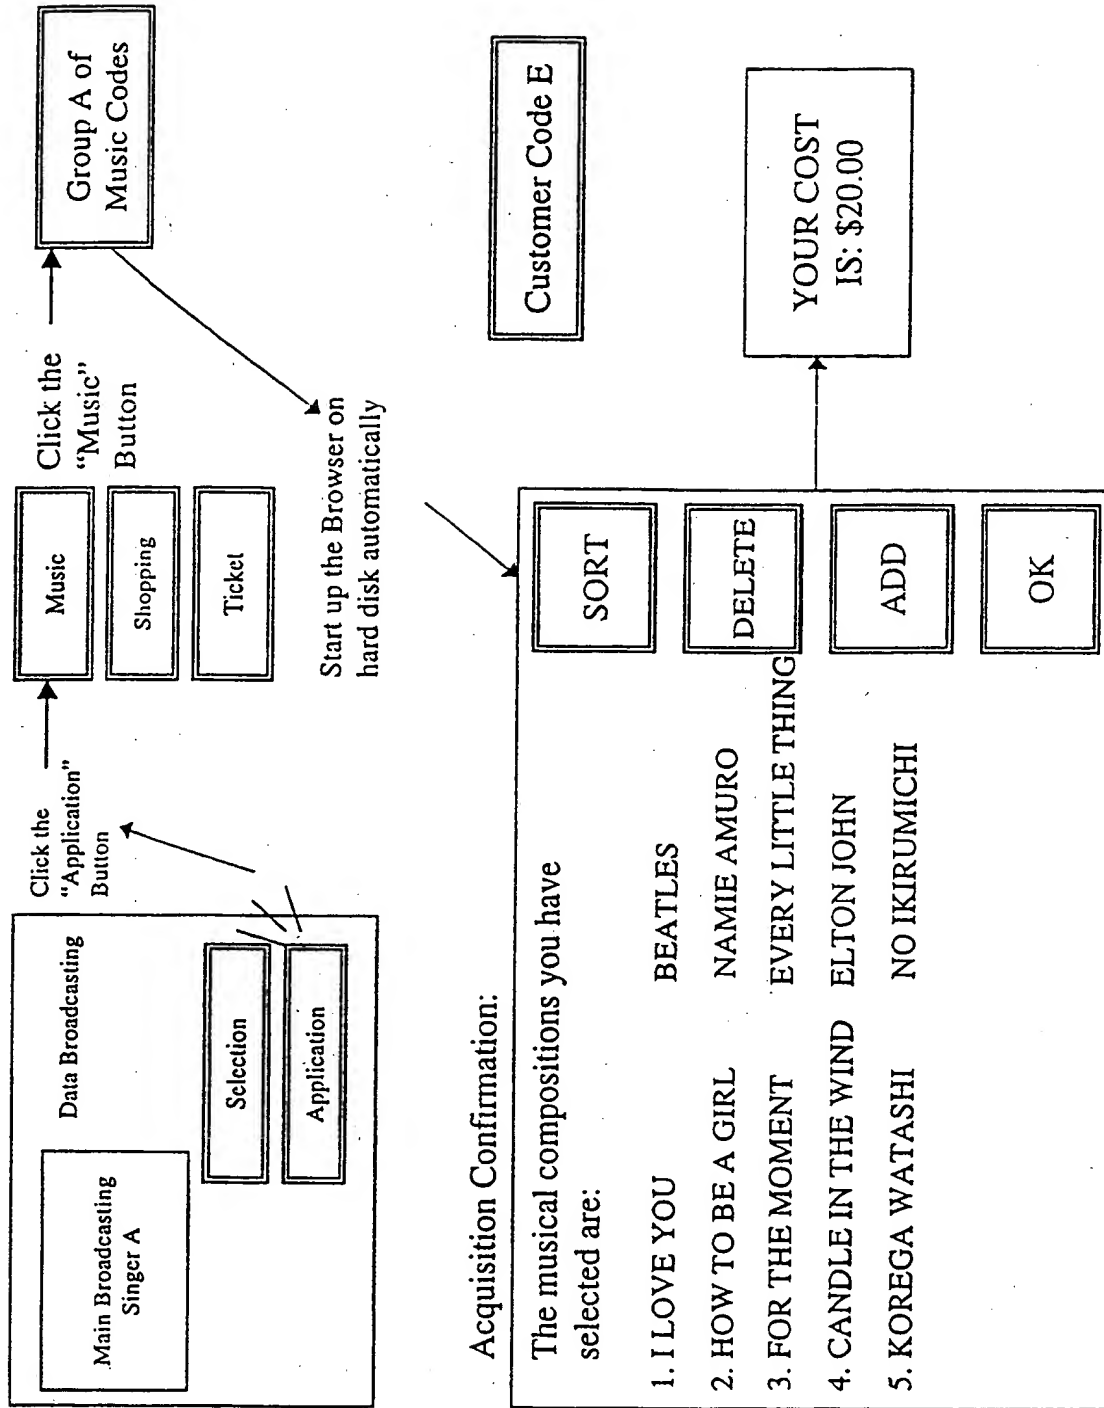 Main Broadcasting
Singer A
Data Broadcasting
Selection
Application
Click the
“Application”
Button
Music
Shopping
Ticket
Click the
“Music”
Button
Group A of
Music Codes
Start up the Browser on
hard disk automatically
Customer Code E
Acquisition Confirmation:
The musical compositions you have
selected are:
1. I LOVE YOU BEATLES
2. HOW TO BE A GIRL NAMIE AMURO
3. FOR THE MOMENT EVERY LITTLE THING
4. CANDLE IN THE WIND ELTON JOHN
5. KOREGA WATASHI NO IKIRUMICHI
SORT
DELETE
ADD
OK
YOUR COST
IS: $20.00